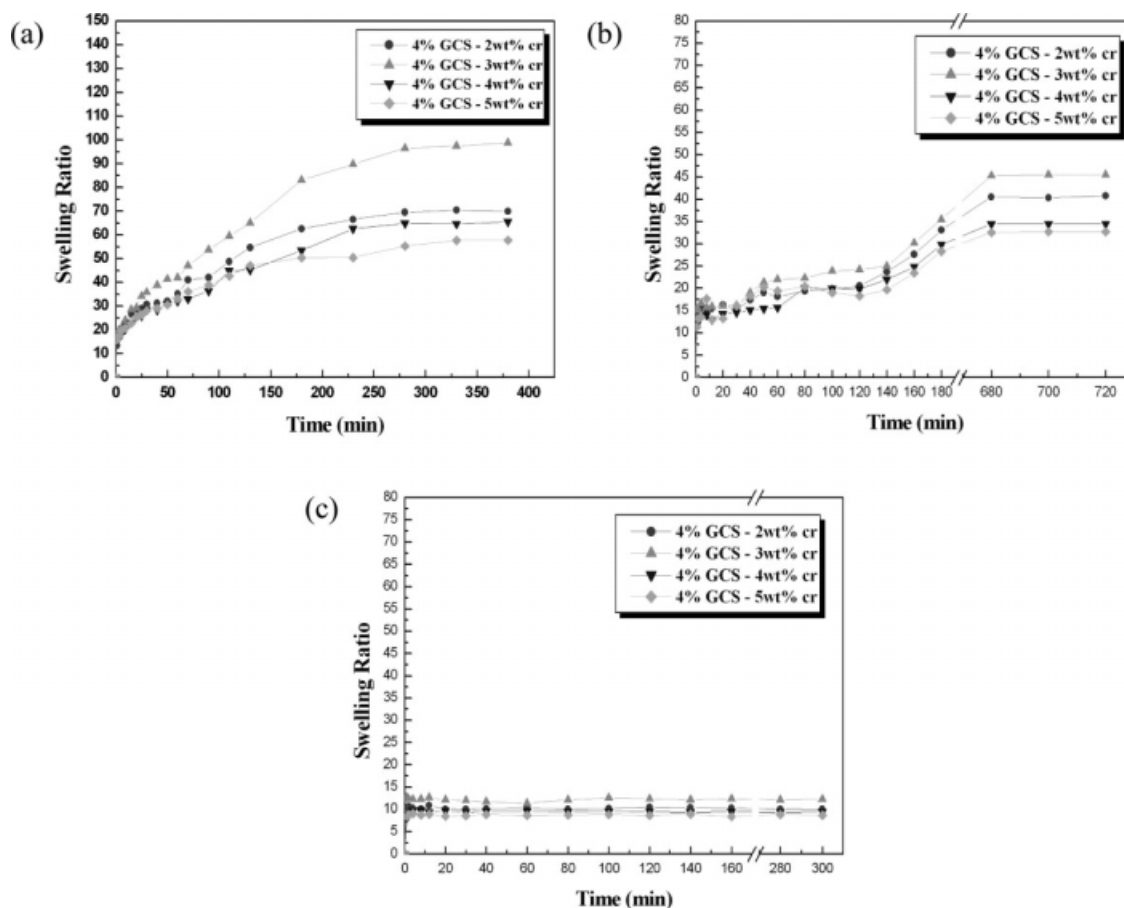 (a)
150
140
130
120
110
100
90
80
70
60
50
40
30
20
10
0
Swelling Ratio
4% GCS - 2wt% cr
4% GCS - 3wt% cr
4% GCS - 4wt% cr
4% GCS - 5wt% cr
0 50 100 150 200 250 300 350 400
Time (min)
(b)
80
75
70
65
60
55
50
45
40
35
30
25
20
15
10
5
0
Swelling Ratio
4% GCS - 2wt% cr
4% GCS - 3wt% cr
4% GCS - 4wt% cr
4% GCS - 5wt% cr
0 20 40 60 80 100 120 140 160 180 680 700 720
Time (min)
(c)
80
75
70
65
60
55
50
45
40
35
30
25
20
15
10
5
0
Swelling Ratio
4% GCS - 2wt% cr
4% GCS - 3wt% cr
4% GCS - 4wt% cr
4% GCS - 5wt% cr
0 20 40 60 80 100 120 140 160 280 300
Time (min)